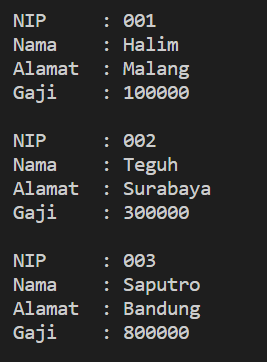 NIP     : 001
Nama    : Halim
Alamat  : Malang
Gaji    : 100000

NIP     : 002
Nama    : Teguh
Alamat  : Surabaya
Gaji    : 300000

NIP     : 003
Nama    : Saputro
Alamat  : Bandung
Gaji    : 800000